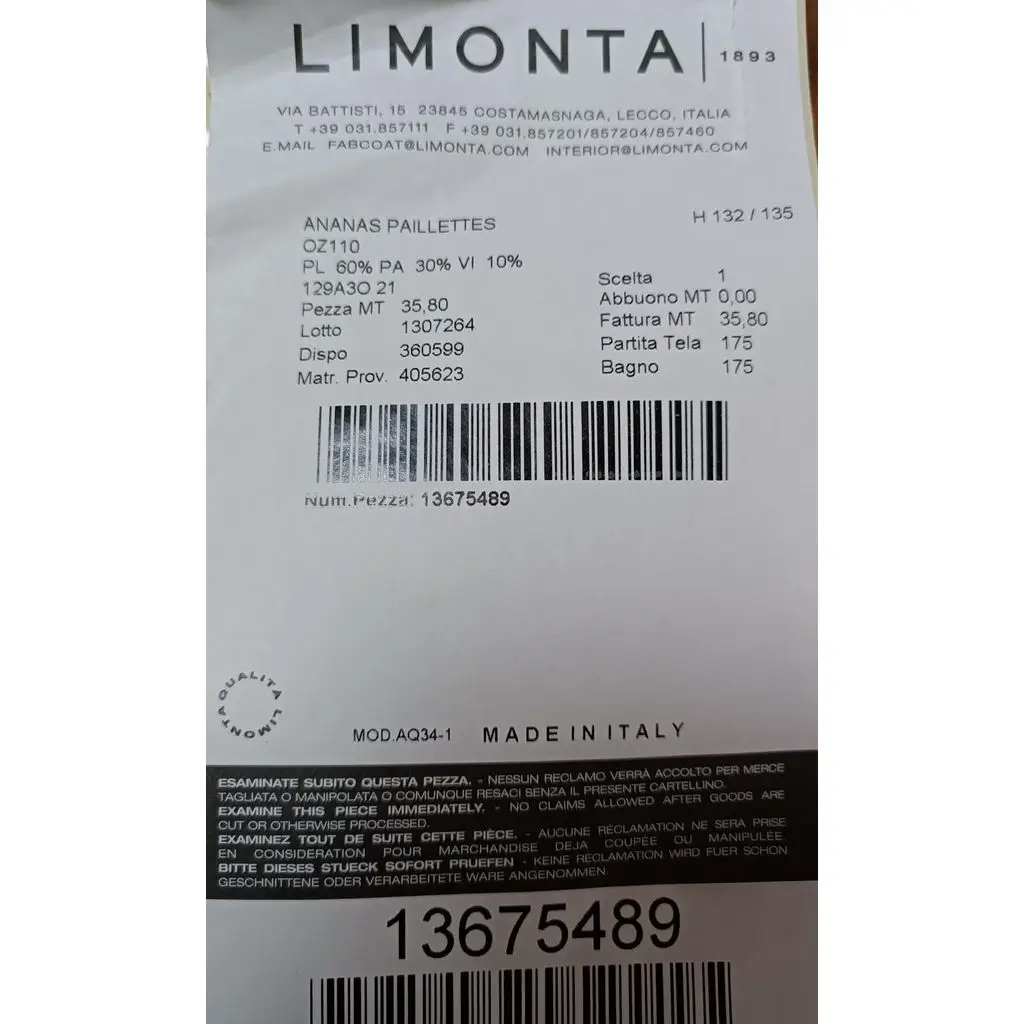 LIMONTA | 1893
VIA BATTISTI, 15 23845 COSTAMASNAGA, LECCO, ITALIA
T +39 031.857111 F +39 031.857201/857204/857460
E.MAIL FABCOAT@LIMONTA.COM INTERIOR@LIMONTA.COM
ANANAS PAILLETTES H 132 / 135
OZ110
PL 60% PA 30% VI 10%
129A3O 21 Scelta 1
Pezza MT 35,80 Abbuono MT 0,00
Lotto 1307264 Fattura MT 35,80
Dispo 360599 Partita Tela 175
Matr. Prov. 405623 Bagno 175
Num.Pezza: 13675489
QUALITA LIMONTA
MOD.AQ34-1 MADE IN ITALY
ESAMINATE SUBITO QUESTA PEZZA. - NESSUN RECLAMO VERRÀ ACCOLTO PER MERCE
TAGLIATA O MANIPOLATA O COMUNQUE RESACI SENZA IL PRESENTE CARTELLINO.
EXAMINE THIS PIECE IMMEDIATELY. - NO CLAIMS ALLOWED AFTER GOODS ARE
CUT OR OTHERWISE PROCESSED.
EXAMINEZ TOUT DE SUITE CETTE PIÈCE. - AUCUNE RÉCLAMATION NE SERA PRISE
EN CONSIDERATION POUR MARCHANDISE DEJA COUPÉE OU MANIPULÉE.
BITTE DIESES STUECK SOFORT PRUEFEN - KEINE RECLAMATION WIRD FUER SCHON
GESCHNITTENE ODER VERARBEITETE WARE ANGENOMMEN.
13675489